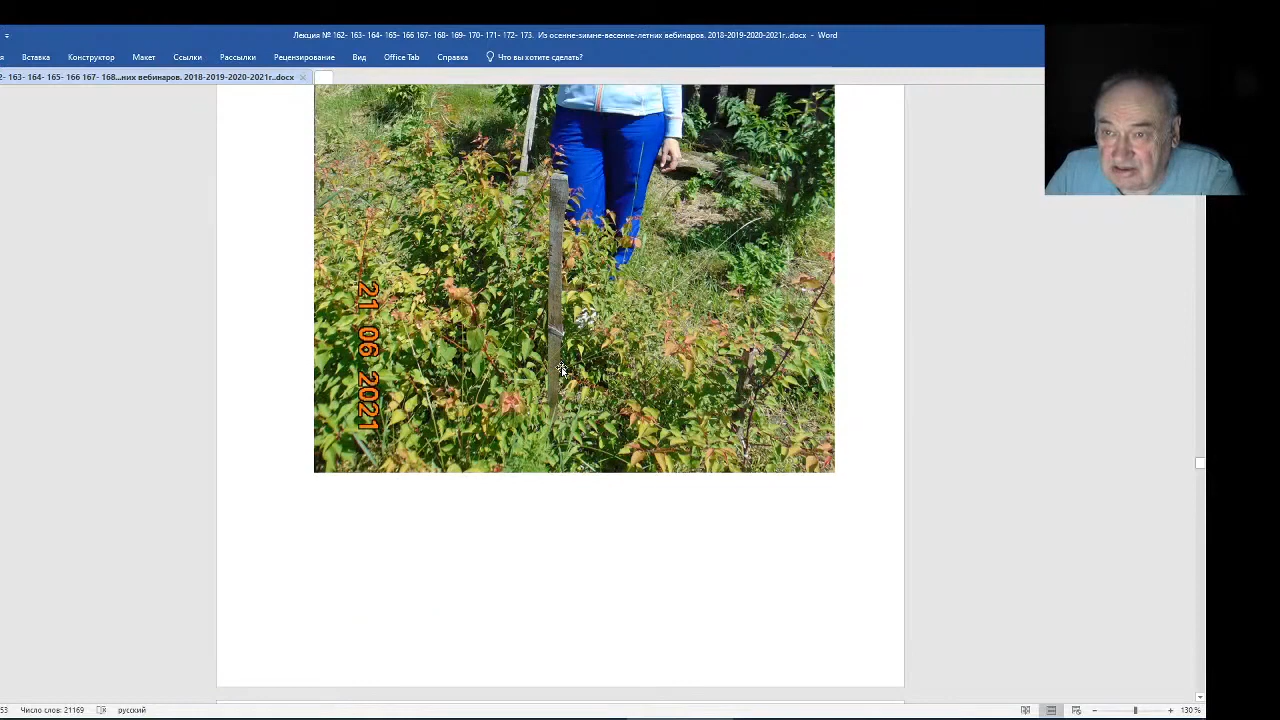 Лекция № 162- 163- 164- 165- 166 167- 168- 169- 170- 171- 172- 173. Из осенне-зимне-весенне-летних вебинаров. 2018-2019-2020-2021г..docx - Word
Вставка Конструктор Макет Ссылки Рассылки Рецензирование Вид Office Tab Справка Что вы хотите сделать?
2- 163- 164- 165- 166 167- 168...них вебинаров. 2018-2019-2020-2021г..docx
21 06 2021
53 Число слов: 21169 русский 130%